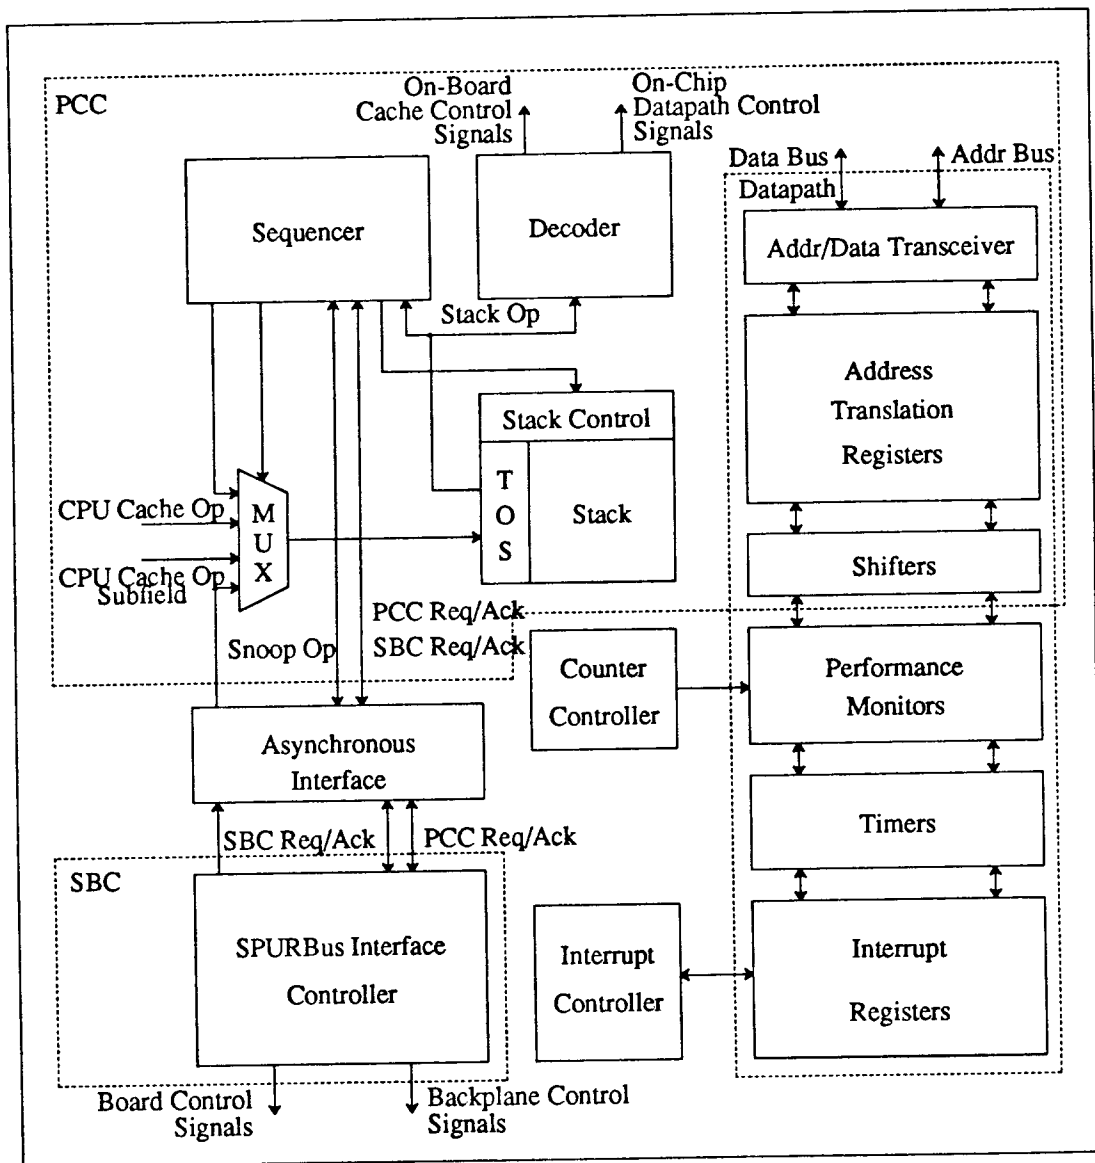 PCC
On-Board
Cache Control
Signals
On-Chip
Datapath Control
Signals
Data Bus
Addr Bus
Datapath
Sequencer
Decoder
Addr/Data Transceiver
Stack Op
Address
Translation
Registers
Stack Control
TOS
Stack
CPU Cache Op
MUX
CPU Cache Op
Subfield
Shifters
PCC Req/Ack
SBC Req/Ack
Snoop Op
Counter
Controller
Performance
Monitors
Asynchronous
Interface
Timers
SBC Req/Ack
PCC Req/Ack
SBC
SPURBus Interface
Controller
Interrupt
Controller
Interrupt
Registers
Board Control
Signals
Backplane Control
Signals